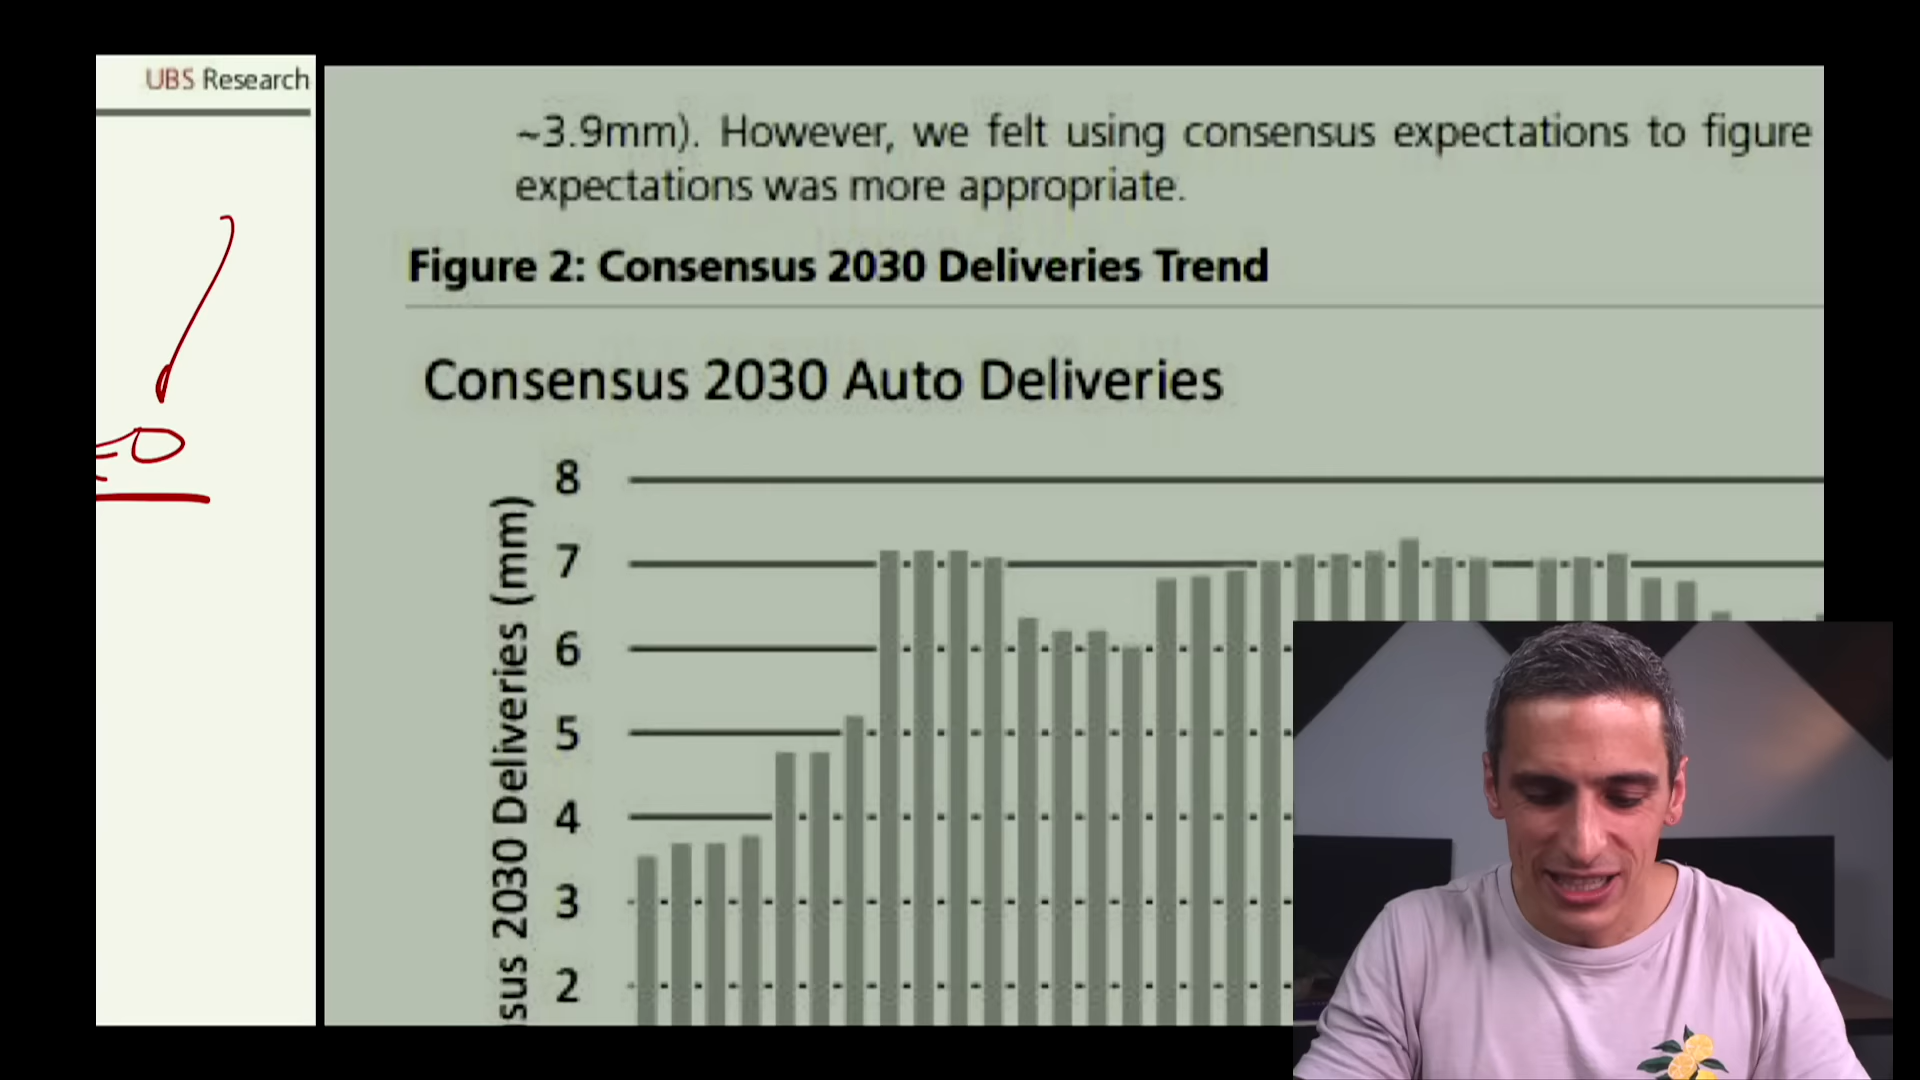 UBS Research
~3.9mm). However, we felt using consensus expectations to figure
expectations was more appropriate.
Figure 2: Consensus 2030 Deliveries Trend
Consensus 2030 Auto Deliveries
sus 2030 Deliveries (mm)
8
7
6
5
4
3
2